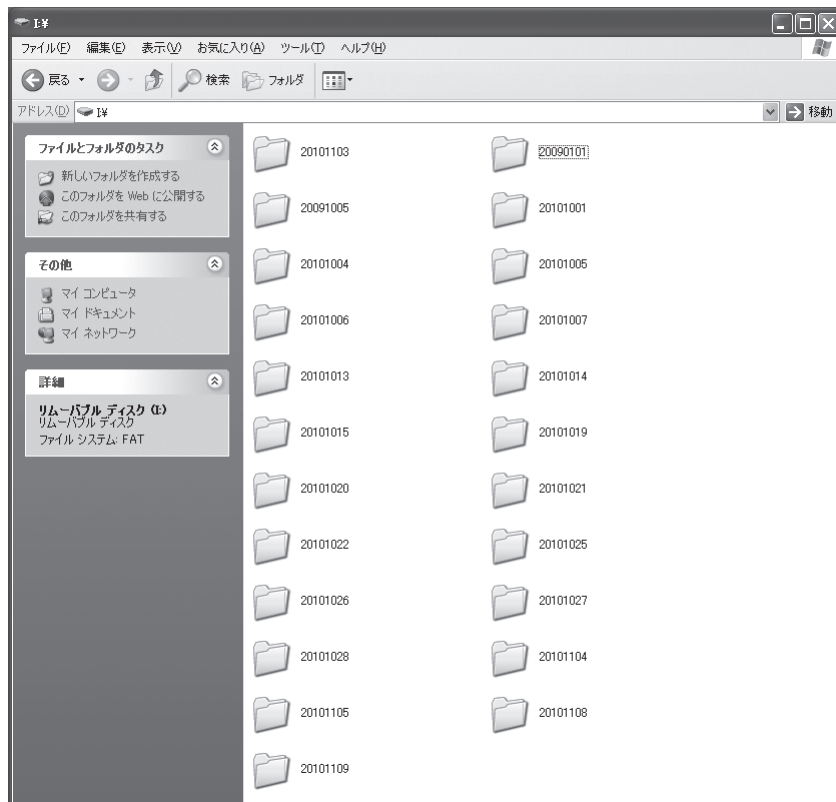 I:¥
ファイル(F) 編集(E) 表示(V) お気に入り(A) ツール(T) ヘルプ(H)
戻る 検索 フォルダ
アドレス(D) I:¥ 移動
ファイルとフォルダのタスク
新しいフォルダを作成する
このフォルダを Web に公開する
このフォルダを共有する
その他
マイ コンピュータ
マイ ドキュメント
マイ ネットワーク
詳細
リムーバブル ディスク (I:)
リムーバブル ディスク
ファイル システム: FAT
20101103 20090101
20091005 20101001
20101004 20101005
20101006 20101007
20101013 20101014
20101015 20101019
20101020 20101021
20101022 20101025
20101026 20101027
20101028 20101104
20101105 20101108
20101109